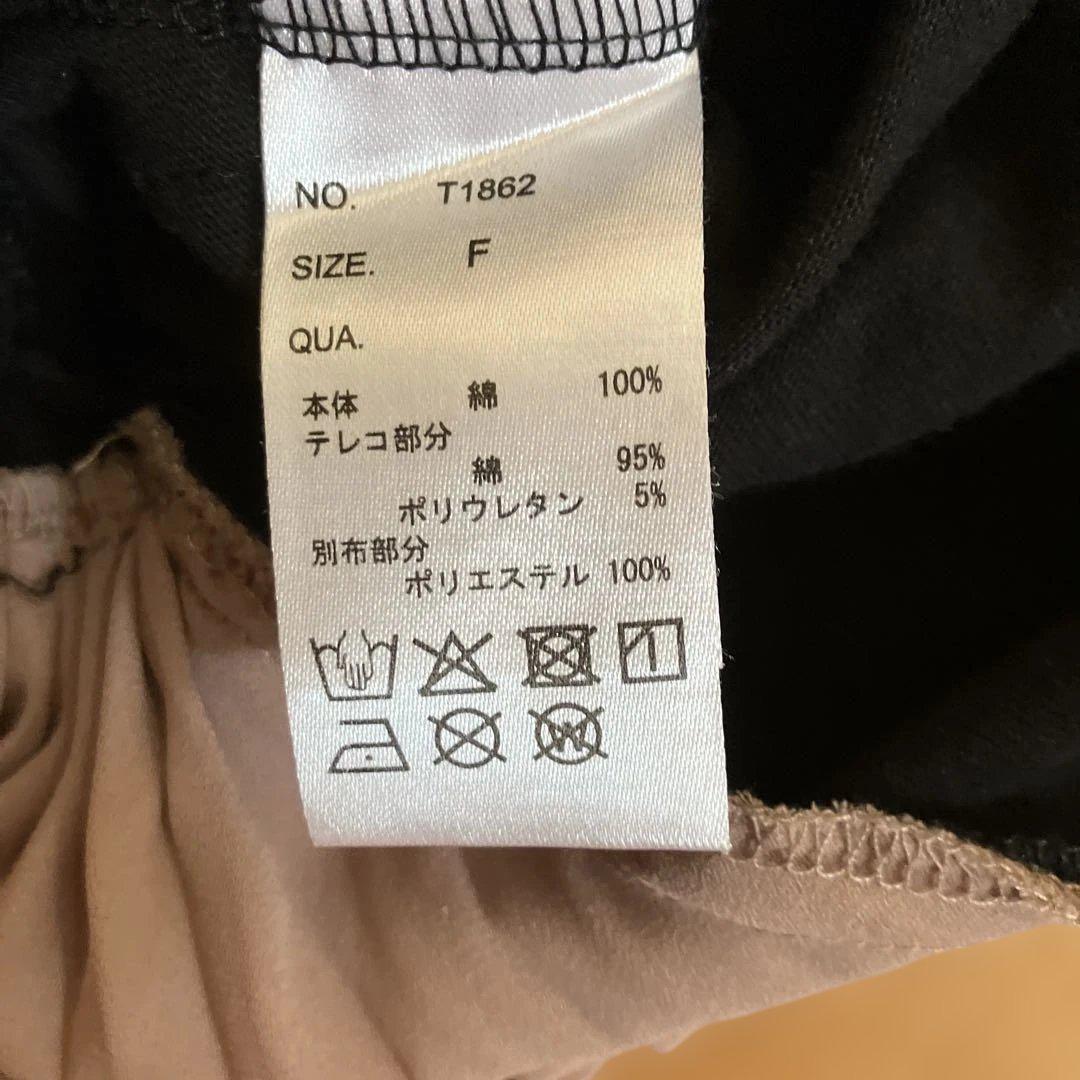 NO. T1862
SIZE. F
QUA.
本体 綿 100%
テレコ部分
綿 95%
ポリウレタン 5%
別布部分
ポリエステル 100%